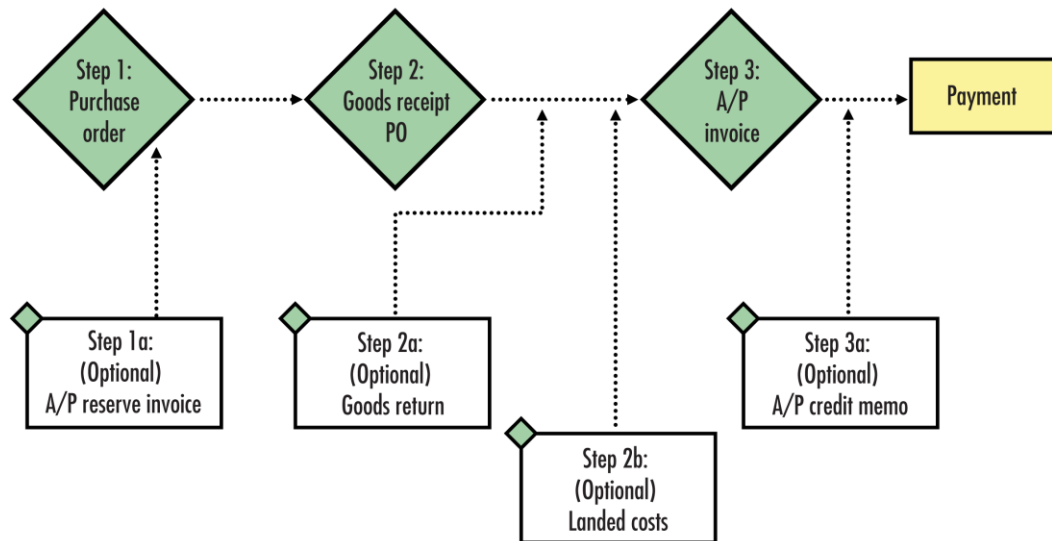 Step 1:
Purchase
order
Step 2:
Goods receipt
PO
Step 3:
A/P
invoice
Payment
Step 1a:
(Optional)
A/P reserve invoice
Step 2a:
(Optional)
Goods return
Step 2b:
(Optional)
Landed costs
Step 3a:
(Optional)
A/P credit memo